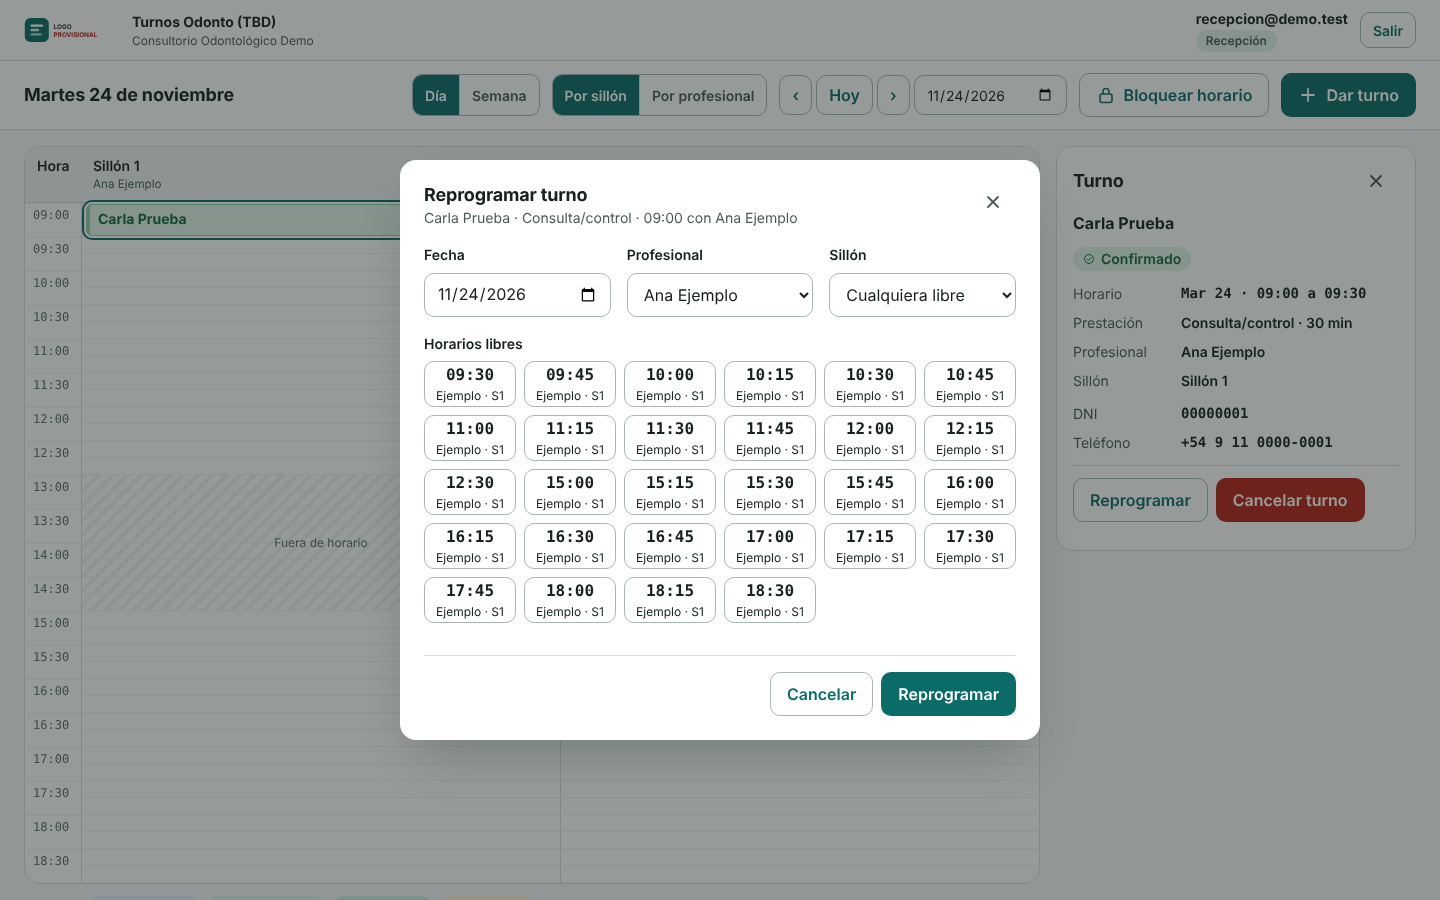 LOGO
PROVISIONAL
Turnos Odonto (TBD)
Consultorio Odontológico Demo
recepcion@demo.test
Recepción
Salir
Martes 24 de noviembre
Día
Semana
Por sillón
Por profesional
‹
Hoy
›
11/24/2026
Bloquear horario
Dar turno
Hora
Sillón 1
Ana Ejemplo
09:00
09:30
10:00
10:30
11:00
11:30
12:00
12:30
13:00
13:30
14:00
14:30
15:00
15:30
16:00
16:30
17:00
17:30
18:00
18:30
Carla Prueba
Fuera de horario
Reprogramar turno
Carla Prueba · Consulta/control · 09:00 con Ana Ejemplo
Fecha
Profesional
Sillón
11/24/2026
Ana Ejemplo
Cualquiera libre
Horarios libres
09:30 09:45 10:00 10:15 10:30 10:45
Ejemplo · S1 Ejemplo · S1 Ejemplo · S1 Ejemplo · S1 Ejemplo · S1 Ejemplo · S1
11:00 11:15 11:30 11:45 12:00 12:15
Ejemplo · S1 Ejemplo · S1 Ejemplo · S1 Ejemplo · S1 Ejemplo · S1 Ejemplo · S1
12:30 15:00 15:15 15:30 15:45 16:00
Ejemplo · S1 Ejemplo · S1 Ejemplo · S1 Ejemplo · S1 Ejemplo · S1 Ejemplo · S1
16:15 16:30 16:45 17:00 17:15 17:30
Ejemplo · S1 Ejemplo · S1 Ejemplo · S1 Ejemplo · S1 Ejemplo · S1 Ejemplo · S1
17:45 18:00 18:15 18:30
Ejemplo · S1 Ejemplo · S1 Ejemplo · S1 Ejemplo · S1
Cancelar
Reprogramar
Turno
Carla Prueba
Confirmado
Horario Mar 24 · 09:00 a 09:30
Prestación Consulta/control · 30 min
Profesional Ana Ejemplo
Sillón Sillón 1
DNI 00000001
Teléfono +54 9 11 0000-0001
Reprogramar
Cancelar turno